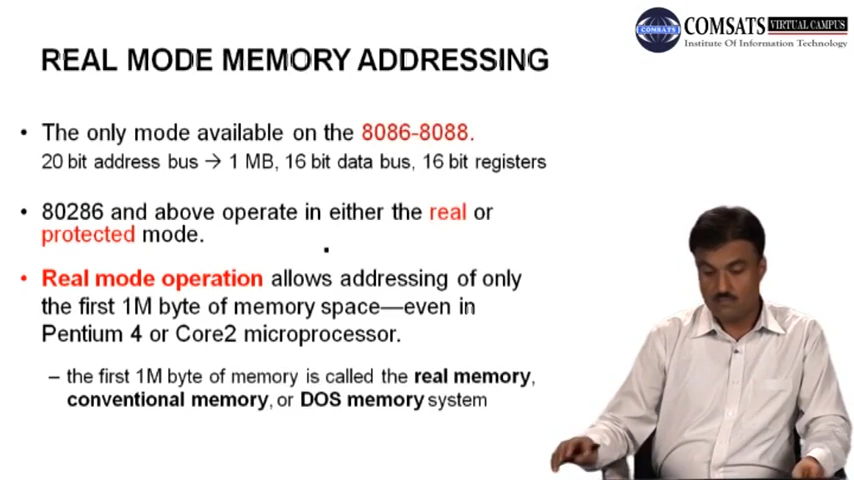 COMSATS VIRTUAL CAMPUS
Institute Of Information Technology
COMSATS
REAL MODE MEMORY ADDRESSING
• The only mode available on the 8086-8088.
20 bit address bus → 1 MB, 16 bit data bus, 16 bit registers
• 80286 and above operate in either the real or
protected mode.
• Real mode operation allows addressing of only
the first 1M byte of memory space—even in
Pentium 4 or Core2 microprocessor.
– the first 1M byte of memory is called the real memory,
conventional memory, or DOS memory system